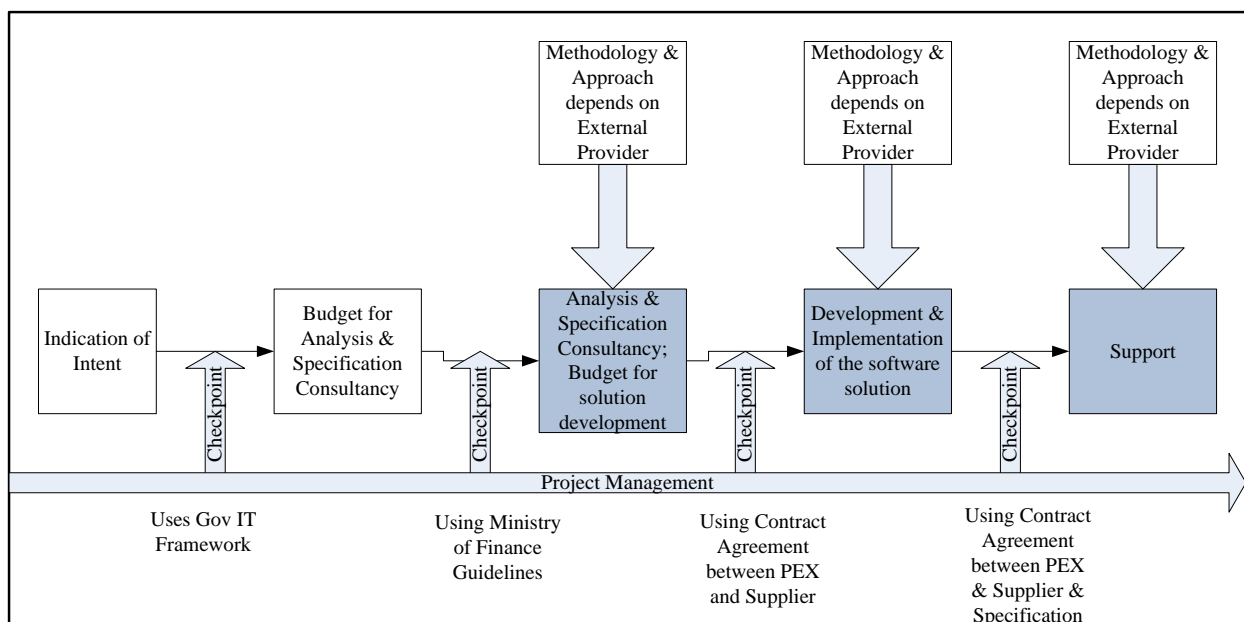 Methodology &
Approach
depends on
External
Provider
Methodology &
Approach
depends on
External
Provider
Methodology &
Approach
depends on
External
Provider
Indication of
Intent
Budget for
Analysis &
Specification
Consultancy
Analysis &
Specification
Consultancy;
Budget for
solution
development
Development &
Implementation
of the software
solution
Support
Checkpoint
Checkpoint
Checkpoint
Checkpoint
Project Management
Uses Gov IT
Framework
Using Ministry
of Finance
Guidelines
Using Contract
Agreement
between PEX
and Supplier
Using Contract
Agreement
between PEX
& Supplier &
Specification